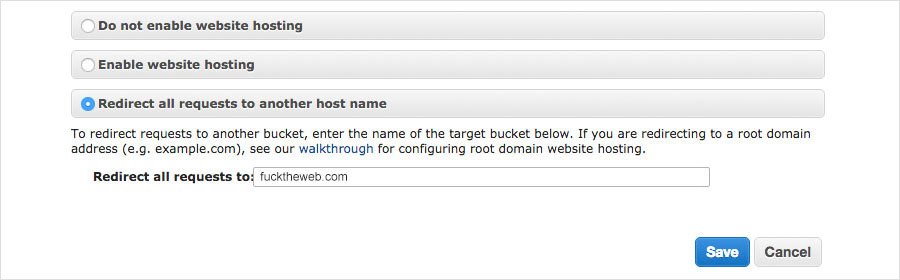 Do not enable website hosting
Enable website hosting
Redirect all requests to another host name
To redirect requests to another bucket, enter the name of the target bucket below. If you are redirecting to a root domain
address (e.g. example.com), see our walkthrough for configuring root domain website hosting.
Redirect all requests to: fucktheweb.com
Save Cancel